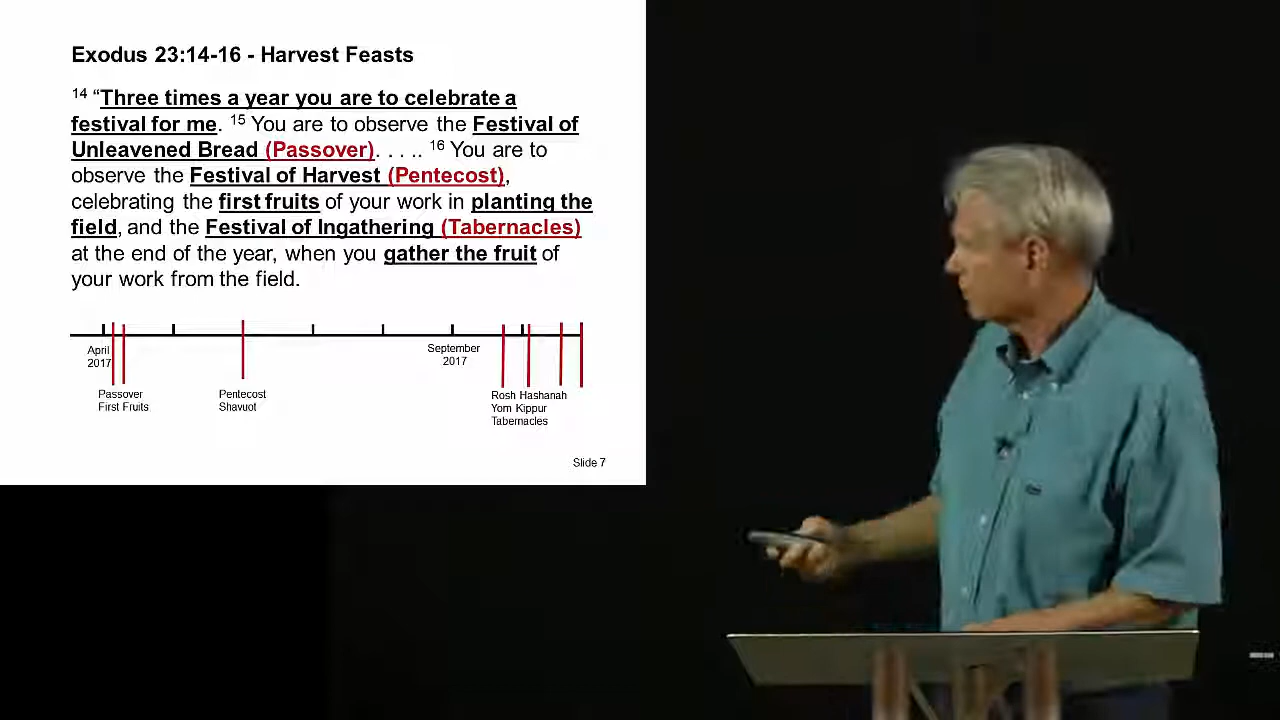 Exodus 23:14-16 - Harvest Feasts
14 “Three times a year you are to celebrate a
festival for me. 15 You are to observe the Festival of
Unleavened Bread (Passover). . . .. 16 You are to
observe the Festival of Harvest (Pentecost),
celebrating the first fruits of your work in planting the
field, and the Festival of Ingathering (Tabernacles)
at the end of the year, when you gather the fruit of
your work from the field.
April
2017
September
2017
Passover
First Fruits
Pentecost
Shavuot
Rosh Hashanah
Yom Kippur
Tabernacles
Slide 7